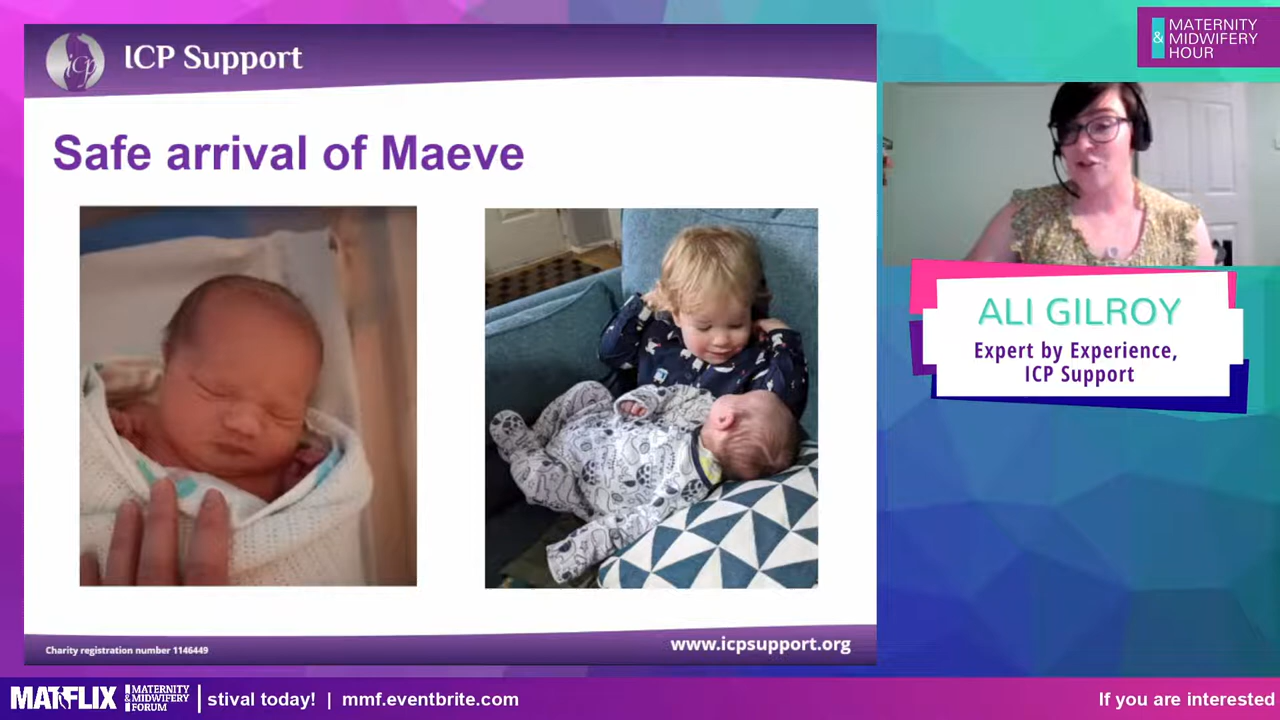 icp
ICP Support
Safe arrival of Maeve
Charity registration number 1146449
www.icpsupport.org
MATERNITY
& MIDWIFERY
HOUR
ALI GILROY
Expert by Experience,
ICP Support
MATFLIX
MATERNITY
& MIDWIFERY
FORUM
stival today! | mmf.eventbrite.com
If you are interested